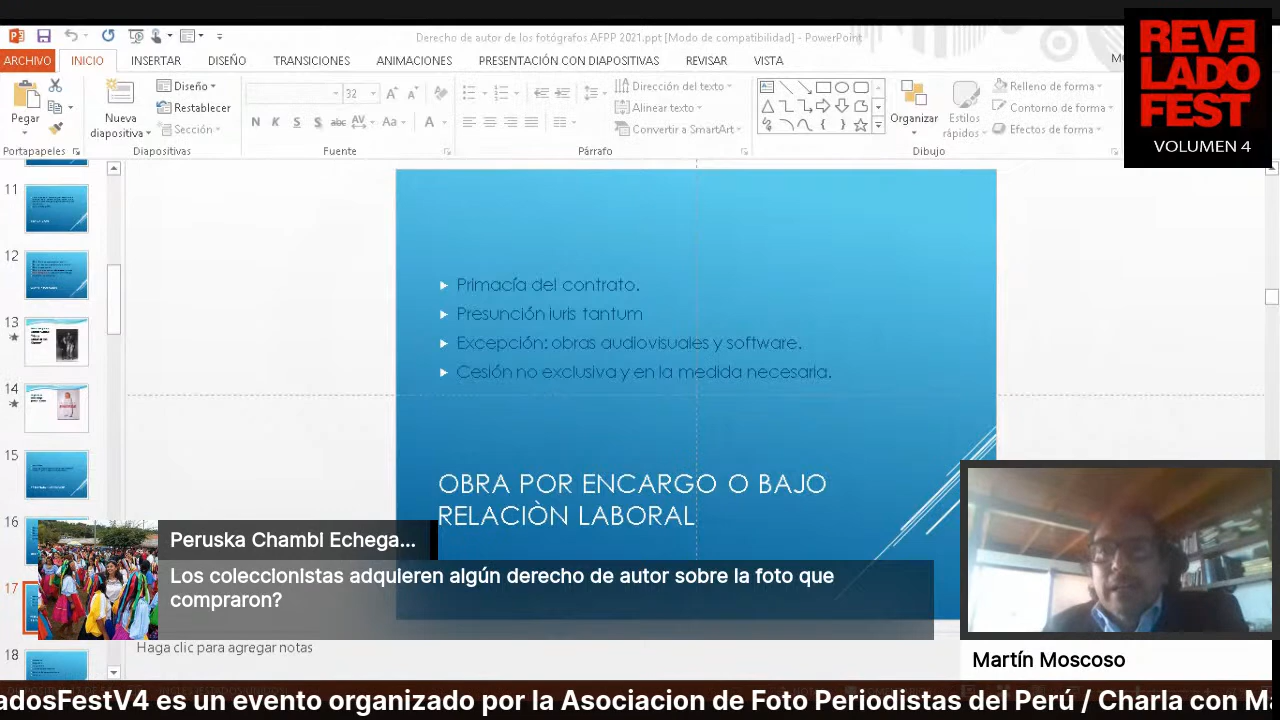 Derecho de autor de los fotógrafos AFPP 2021.ppt [Modo de compatibilidad] - PowerPoint
ARCHIVO INICIO INSERTAR DISEÑO TRANSICIONES ANIMACIONES PRESENTACIÓN CON DIAPOSITIVAS REVISAR VISTA
REVE
LADO
FEST
VOLUMEN 4
Pegar
Portapapeles
Nueva
diapositiva
Diseño
Restablecer
Sección
Diapositivas
32
N K S S abc AV Aa A
Fuente
Dirección del texto
Alinear texto
Convertir a SmartArt
Párrafo
Organizar
Estilos
rápidos
Relleno de forma
Contorno de forma
Efectos de forma
Dibujo
11
12
13
14
15
16
17
18
Primacía del contrato.
Presunción iuris tantum
Excepción: obras audiovisuales y software.
Cesión no exclusiva y en la medida necesaria.
OBRA POR ENCARGO O BAJO
RELACIÒN LABORAL
Peruska Chambi Echega...
Los coleccionistas adquieren algún derecho de autor sobre la foto que
compraron?
Haga clic para agregar notas
Martín Moscoso
adosFestV4 es un evento organizado por la Asociacion de Foto Periodistas del Perú / Charla con Ma